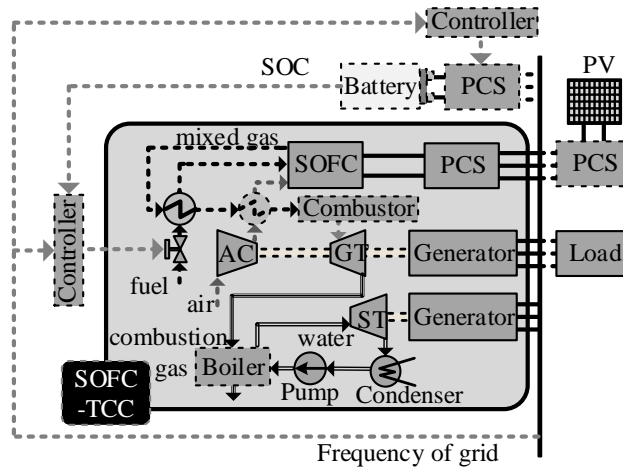 Controller
SOC
Battery
PCS
PV
mixed gas
SOFC
PCS
PCS
Combustor
Controller
AC
GT
Generator
Load
fuel
air
combustion
gas
water
ST
Generator
Boiler
Pump
Condenser
SOFC
-TCC
Frequency of grid